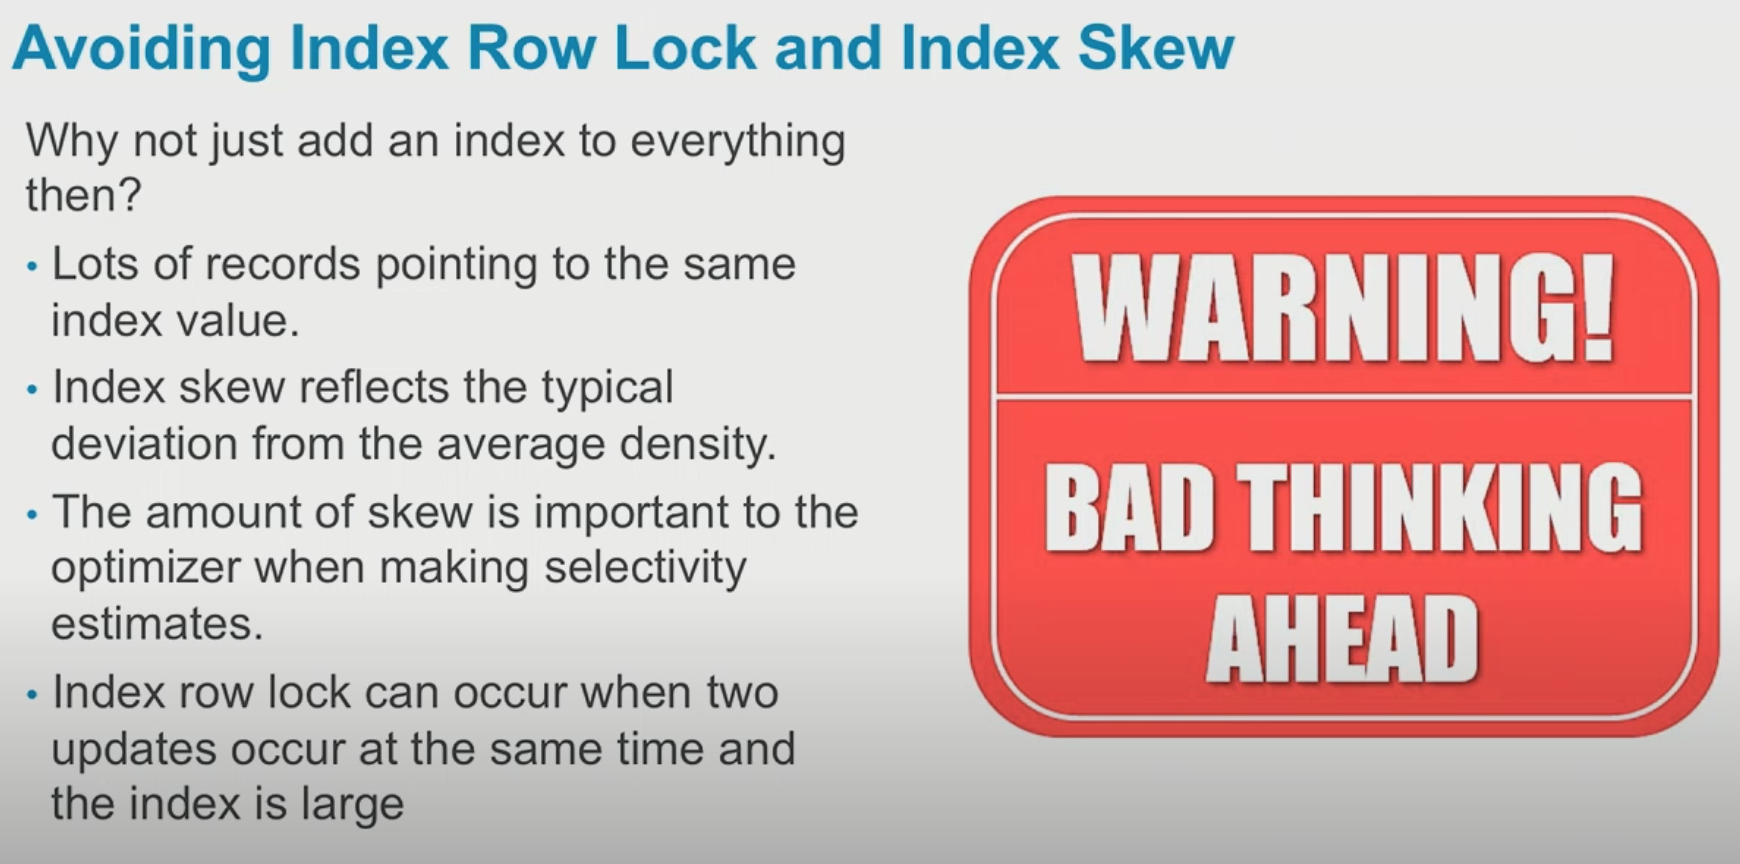 Avoiding Index Row Lock and Index Skew
Why not just add an index to everything
then?
• Lots of records pointing to the same
index value.
• Index skew reflects the typical
deviation from the average density.
• The amount of skew is important to the
optimizer when making selectivity
estimates.
• Index row lock can occur when two
updates occur at the same time and
the index is large
WARNING!
BAD THINKING
AHEAD